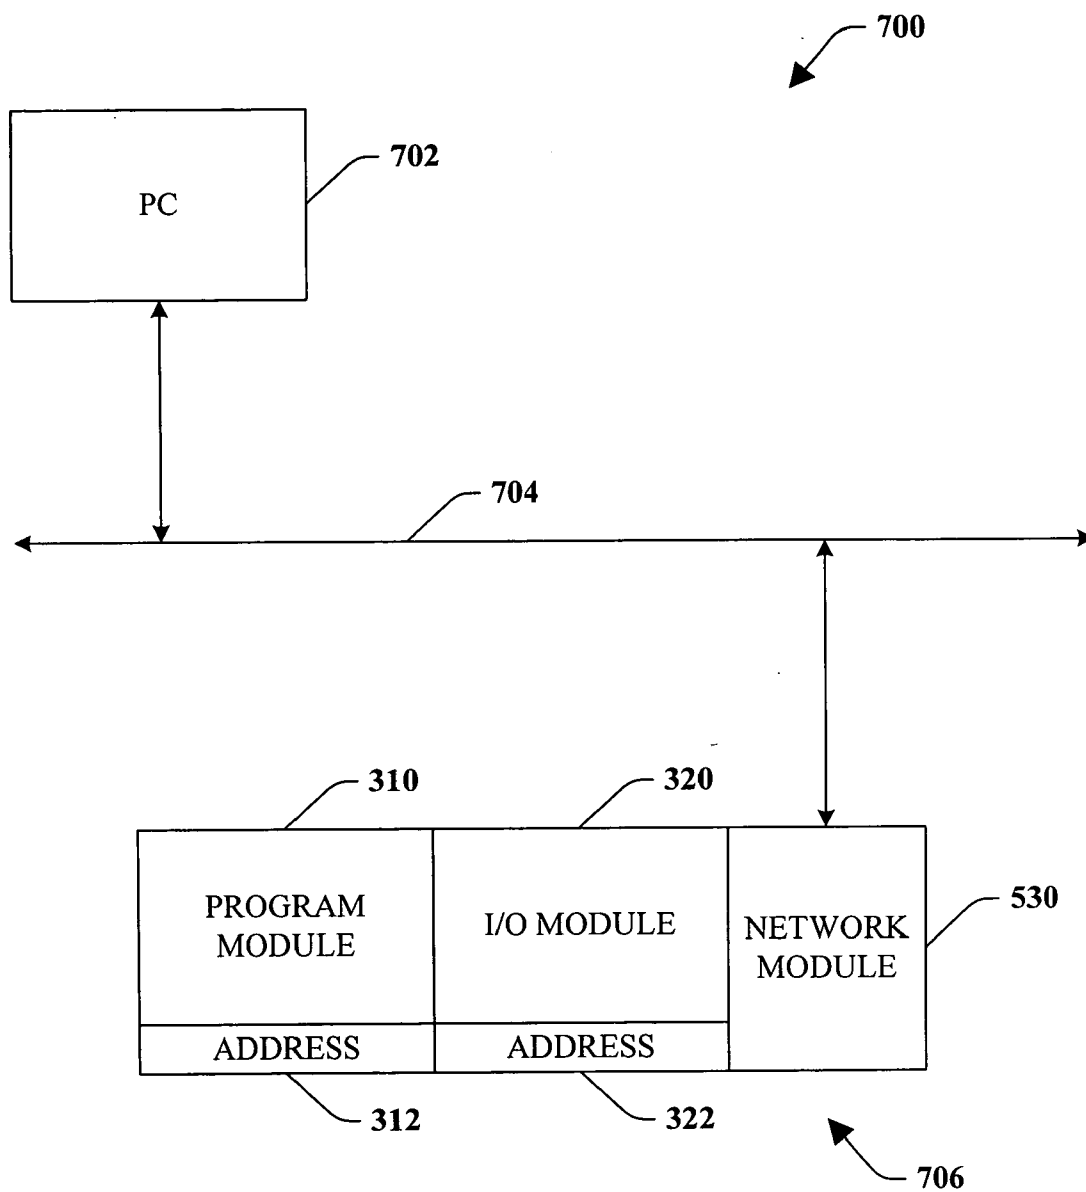 700
702
PC
704
310
320
PROGRAM
MODULE
I/O MODULE
NETWORK
MODULE
530
ADDRESS
ADDRESS
312
322
706